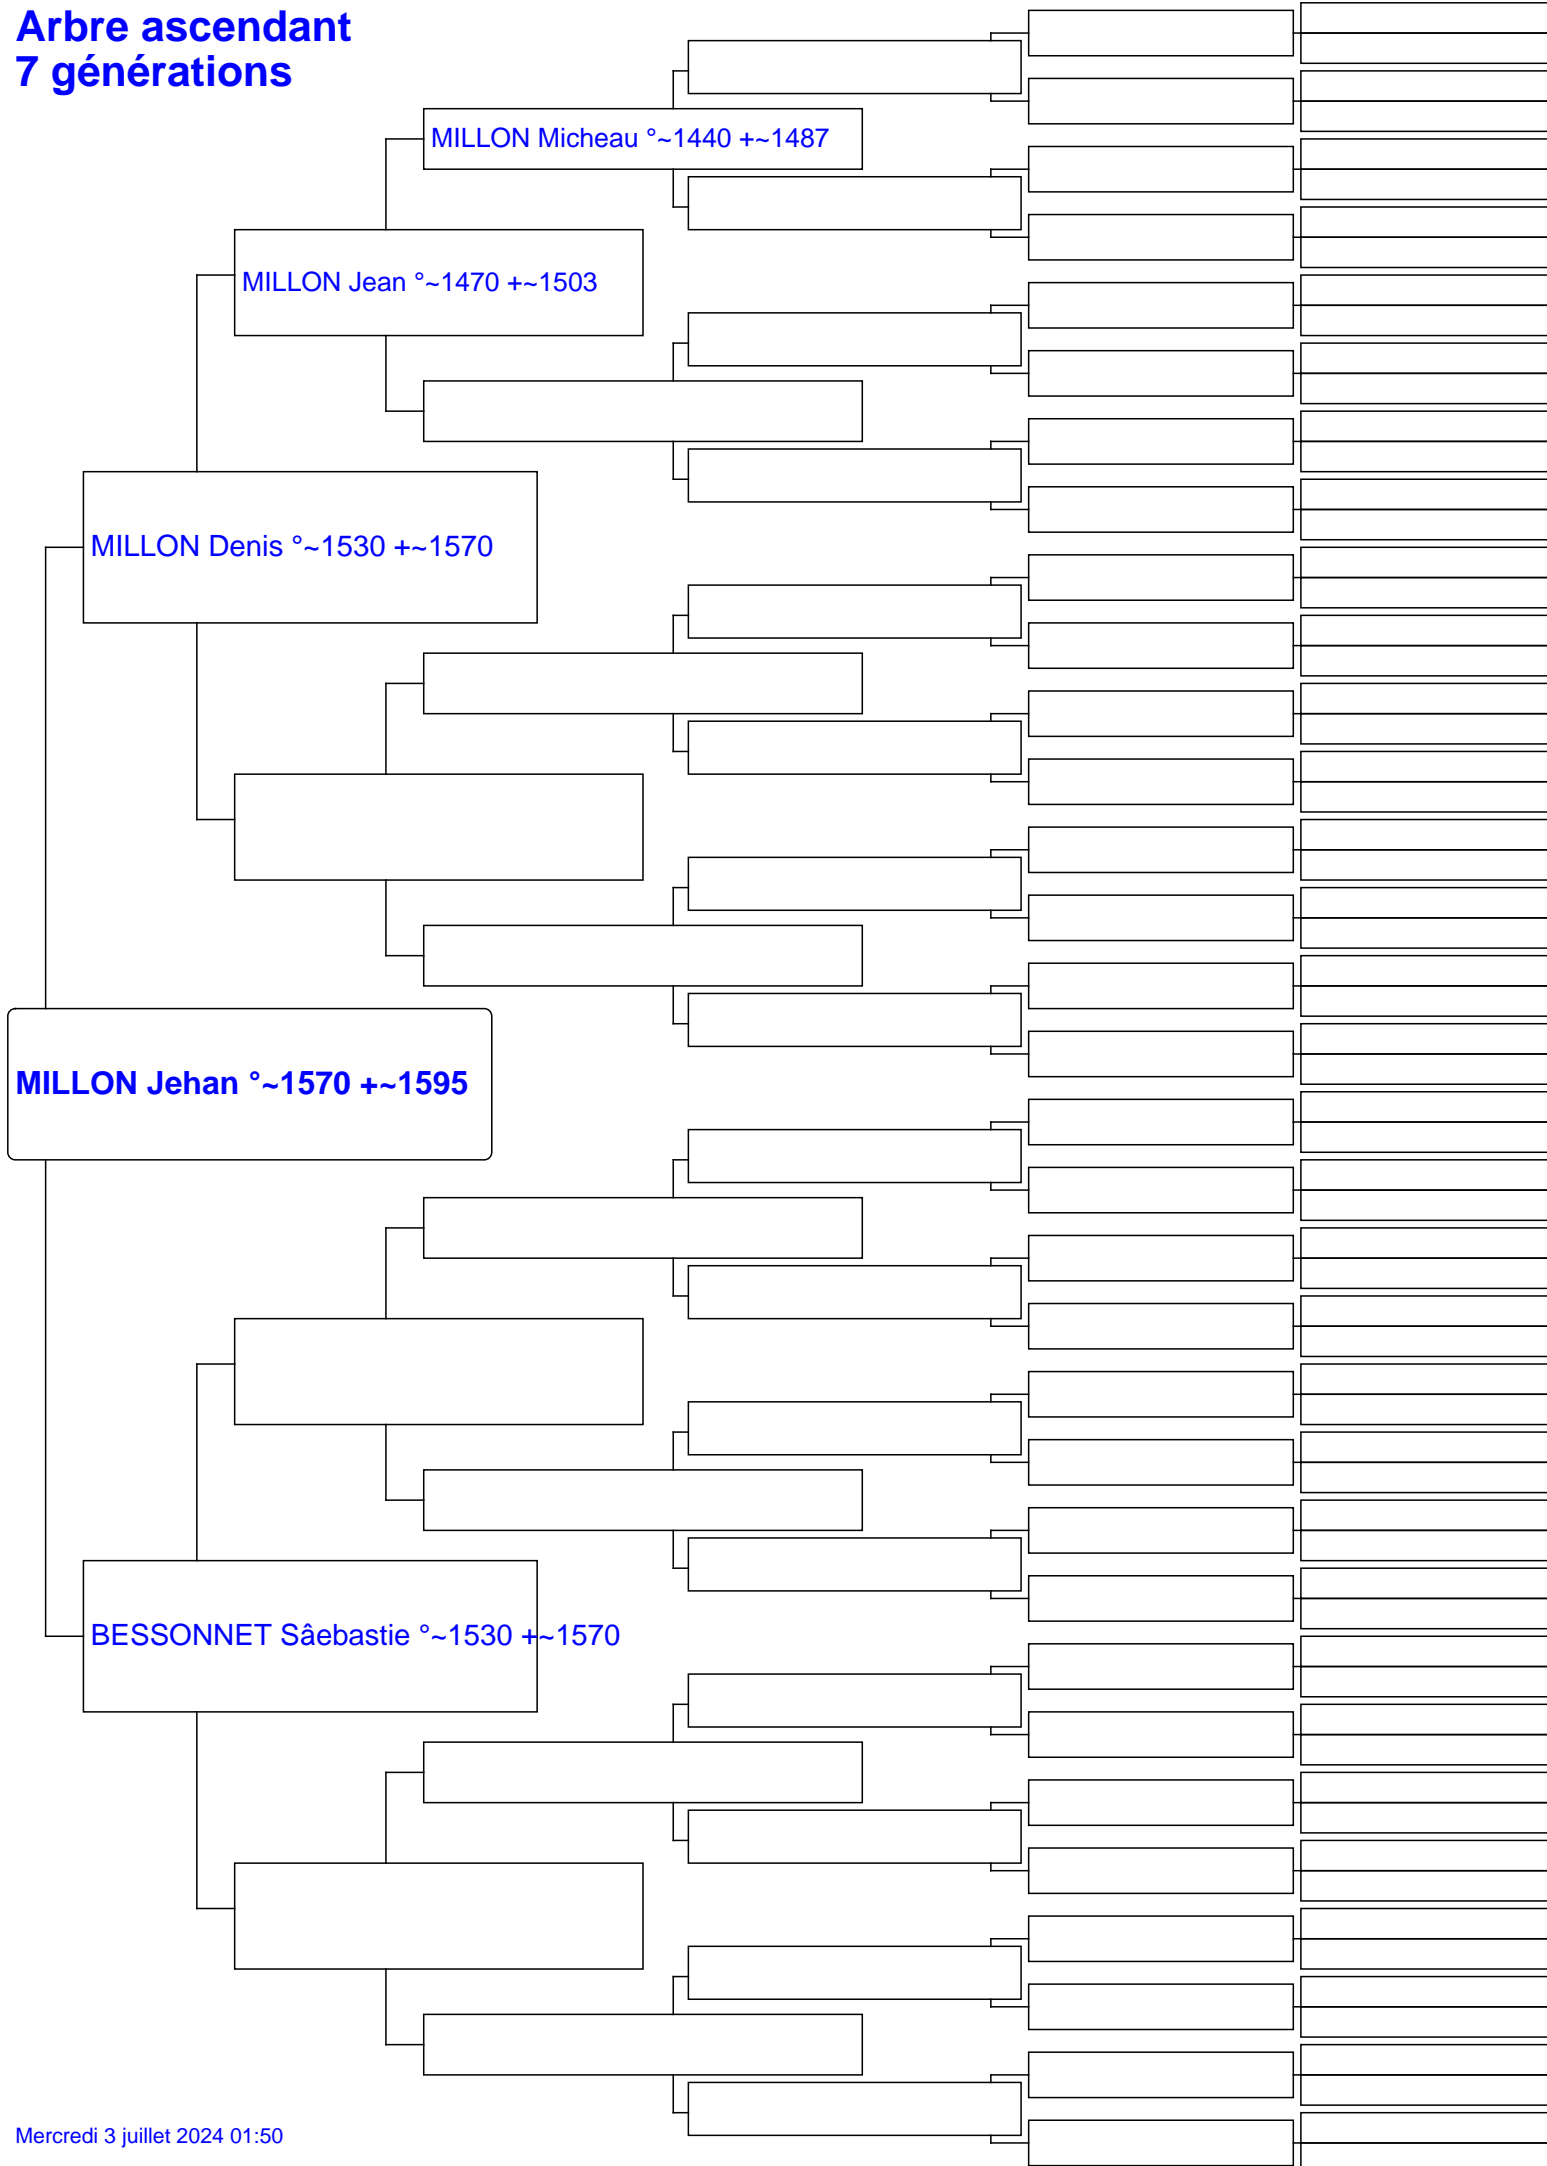 Arbre ascendant
7 générations
MILLON Micheau °~1440 +~1487
MILLON Jean °~1470 +~1503
MILLON Denis °~1530 +~1570
MILLON Jehan °~1570 +~1595
BESSONNET Sâebastie °~1530 +~1570
Mercredi 3 juillet 2024 01:50